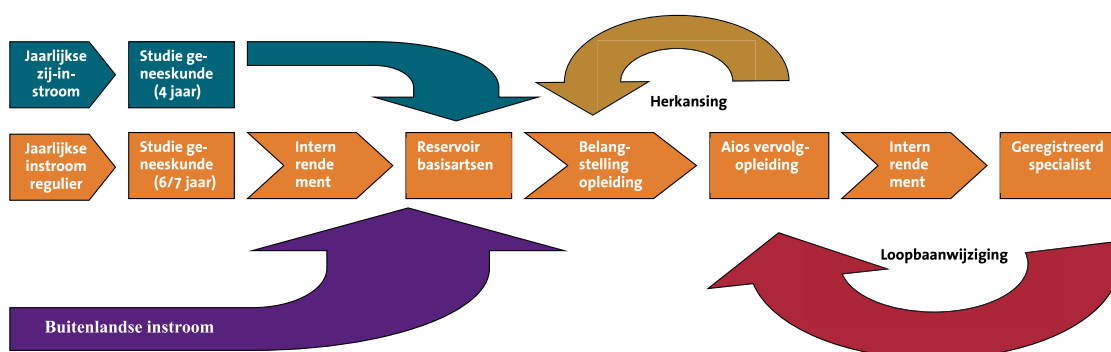 Jaarlijkse
zij-in-
stroom
Studie ge-
neeskunde
(4 jaar)
Herkansing
Jaarlijkse
instroom
regulier
Studie ge-
neeskunde
(6/7 jaar)
Intern
rende
ment
Reservoir
basisartsen
Belang-
stelling
opleiding
Aios vervolg-
opleiding
Intern
rende
ment
Geregistreerd
specialist
Loopbaanwijziging
Buitenlandse instroom